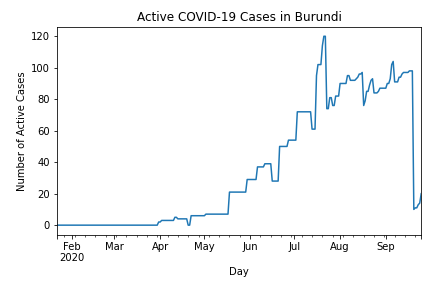 Active COVID-19 Cases in Burundi
Number of Active Cases
120
100
80
60
40
20
0
Feb Mar Apr May Jun Jul Aug Sep
2020
Day